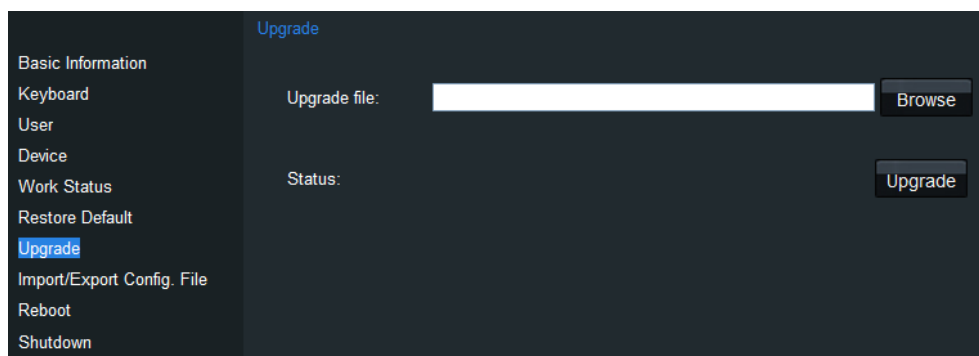 Upgrade
Basic Information
Keyboard
User
Device
Work Status
Restore Default
Upgrade
Import/Export Config. File
Reboot
Shutdown
Upgrade file:
Browse
Status:
Upgrade